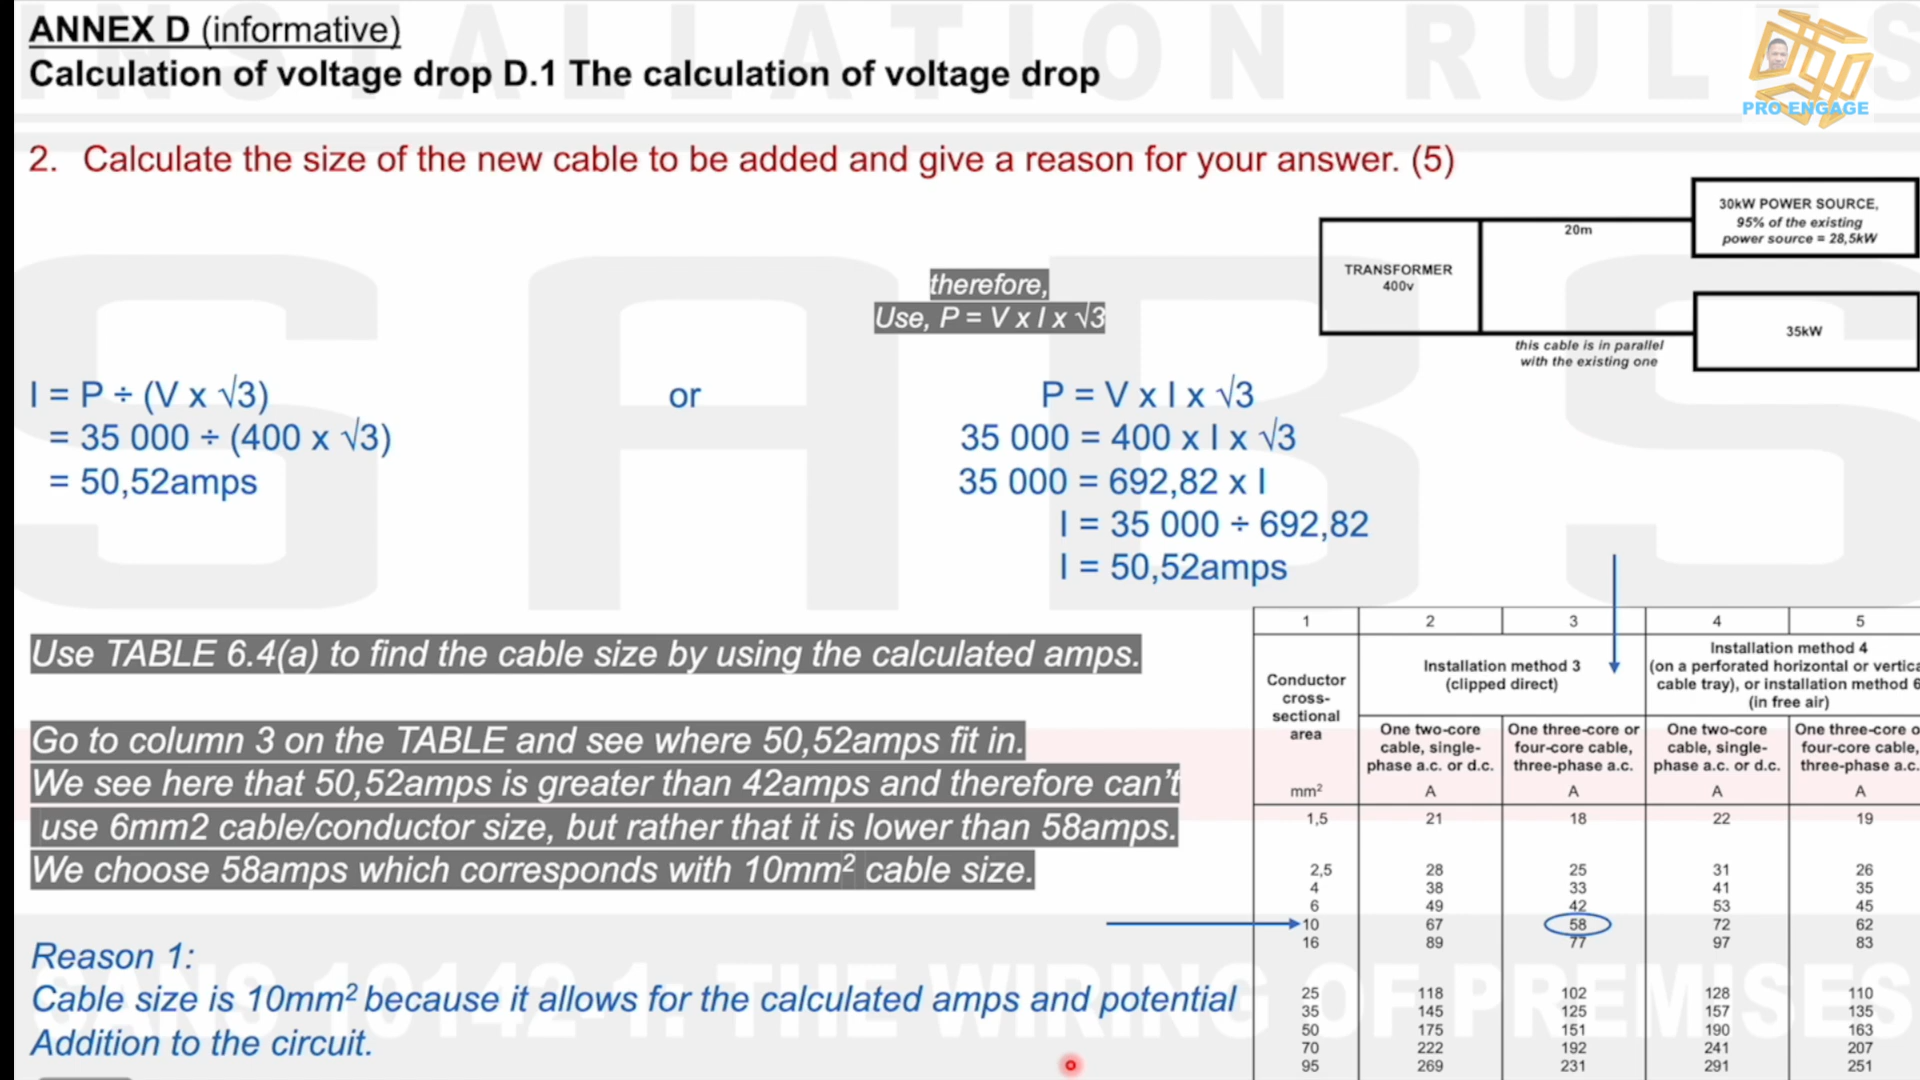 INSTALLATION RULES
ANNEX D (informative)
Calculation of voltage drop D.1 The calculation of voltage drop
PRO ENGAGE
2. Calculate the size of the new cable to be added and give a reason for your answer. (5)
30kW POWER SOURCE,
95% of the existing
power source = 28,5kW
20m
TRANSFORMER
400v
35kW
this cable is in parallel
with the existing one
SABS
therefore,
Use, P = V x I x √3
I = P ÷ (V x √3)
= 35 000 ÷ (400 x √3)
= 50,52amps
or
P = V x I x √3
35 000 = 400 x I x √3
35 000 = 692,82 x I
I = 35 000 ÷ 692,82
I = 50,52amps
Use TABLE 6.4(a) to find the cable size by using the calculated amps.
Go to column 3 on the TABLE and see where 50,52amps fit in.
We see here that 50,52amps is greater than 42amps and therefore can't
use 6mm2 cable/conductor size, but rather that it is lower than 58amps.
We choose 58amps which corresponds with 10mm² cable size.
Reason 1:
Cable size is 10mm² because it allows for the calculated amps and potential
Addition to the circuit.
SANS 10142-1: THE WIRING OF PREMISES
1 2 3 4 5
Conductor
cross-
sectional
area
mm²
Installation method 3
(clipped direct)
Installation method 4
(on a perforated horizontal or vertica
cable tray), or installation method 6
(in free air)
One two-core
cable, single-
phase a.c. or d.c.
A
One three-core or
four-core cable,
three-phase a.c.
A
One two-core
cable, single-
phase a.c. or d.c.
A
One three-core o
four-core cable,
three-phase a.c.
A
1,5 21 18 22 19
2,5 28 25 31 26
4 38 33 41 35
6 49 42 53 45
10 67 58 72 62
16 89 77 97 83
25 118 102 128 110
35 145 125 157 135
50 175 151 190 163
70 222 192 241 207
95 269 231 291 251